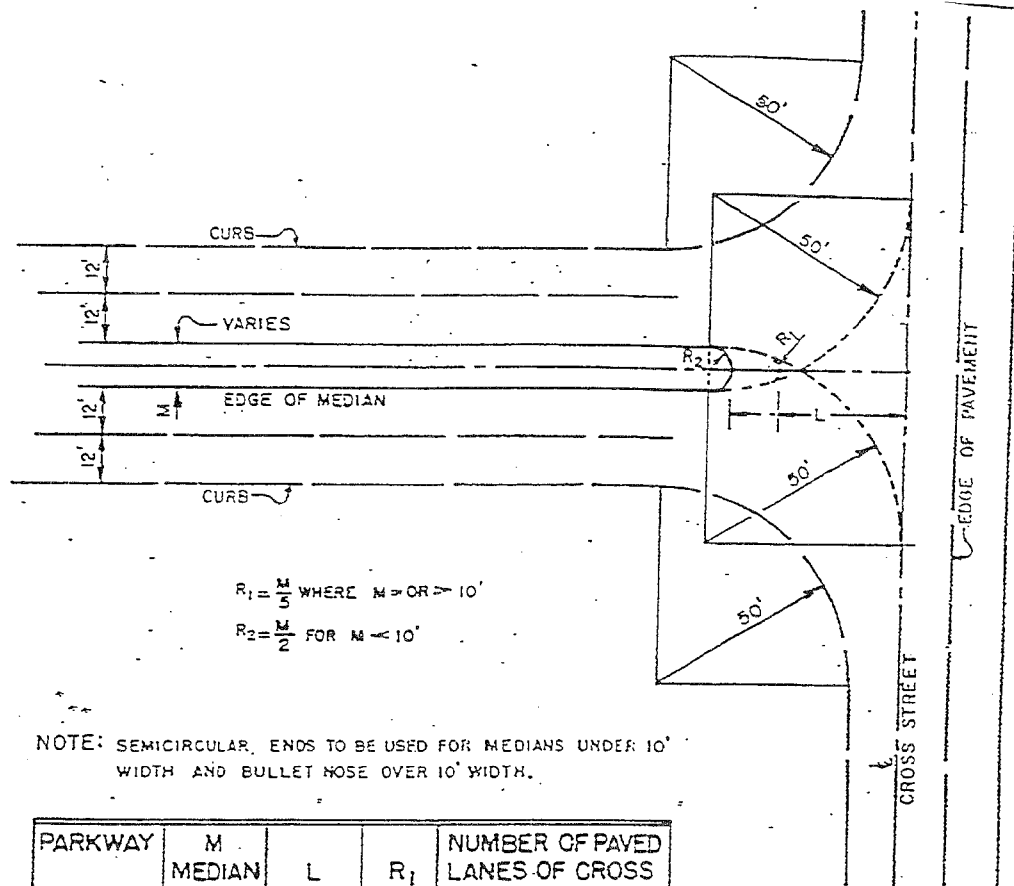 50'
CURB
50'
12'
12'
VARIES
R₁
R₂
EDGE OF MEDIAN
M
12'
12'
L
EDGE OF PAVEMENT
CURB
50'
R₁ = M/5 WHERE M = OR > 10'
R₂ = M/2 FOR M < 10'
50'
CROSS STREET
NOTE: SEMICIRCULAR ENDS TO BE USED FOR MEDIANS UNDER 10'
WIDTH AND BULLET NOSE OVER 10' WIDTH.
PARKWAY M NUMBER OF PAVED
MEDIAN L R₁ LANES OF CROSS